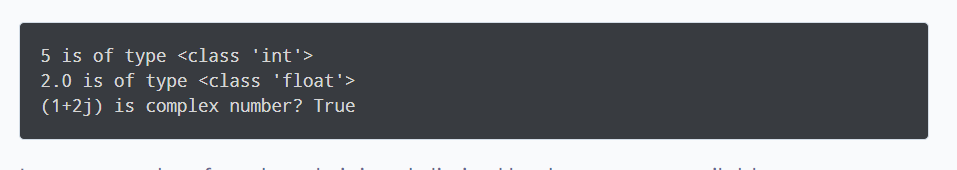 5 is of type <class 'int'>
2.0 is of type <class 'float'>
(1+2j) is complex number? True